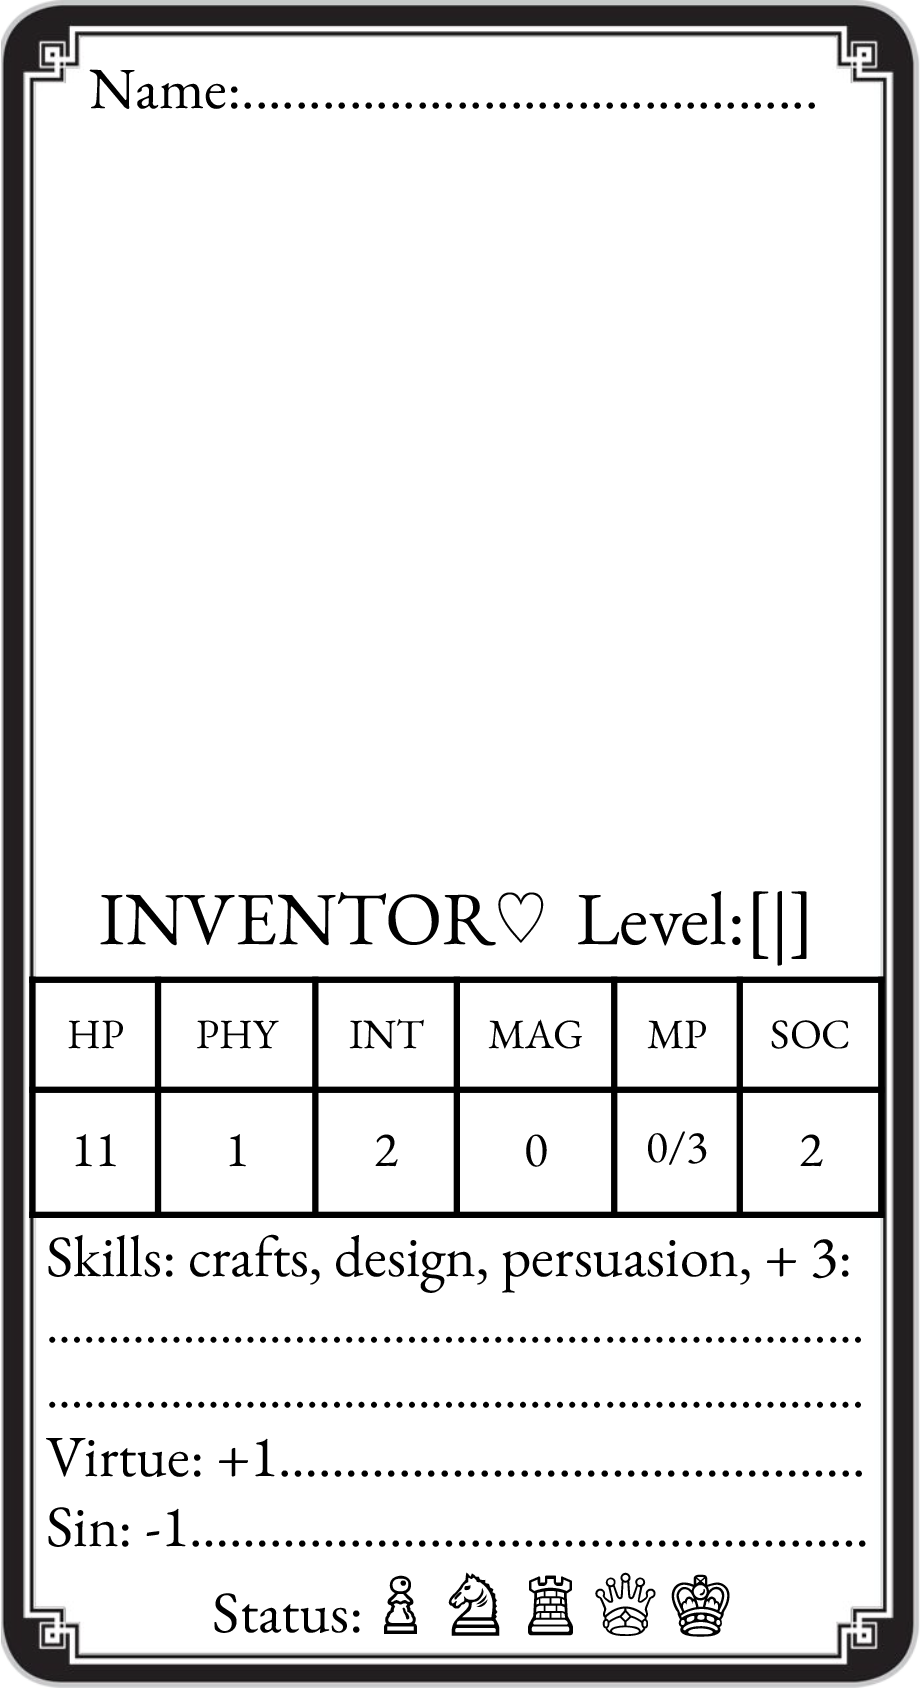 Name:............................................
INVENTOR♡ Level:[|]
HP PHY INT MAG MP SOC
11 1 2 0 0/3 2
Skills: crafts, design, persuasion, + 3:
...............................................................
...............................................................
Virtue: +1.............................................
Sin: -1....................................................
Status: ♙ ♘ ♖ ♕ ♔